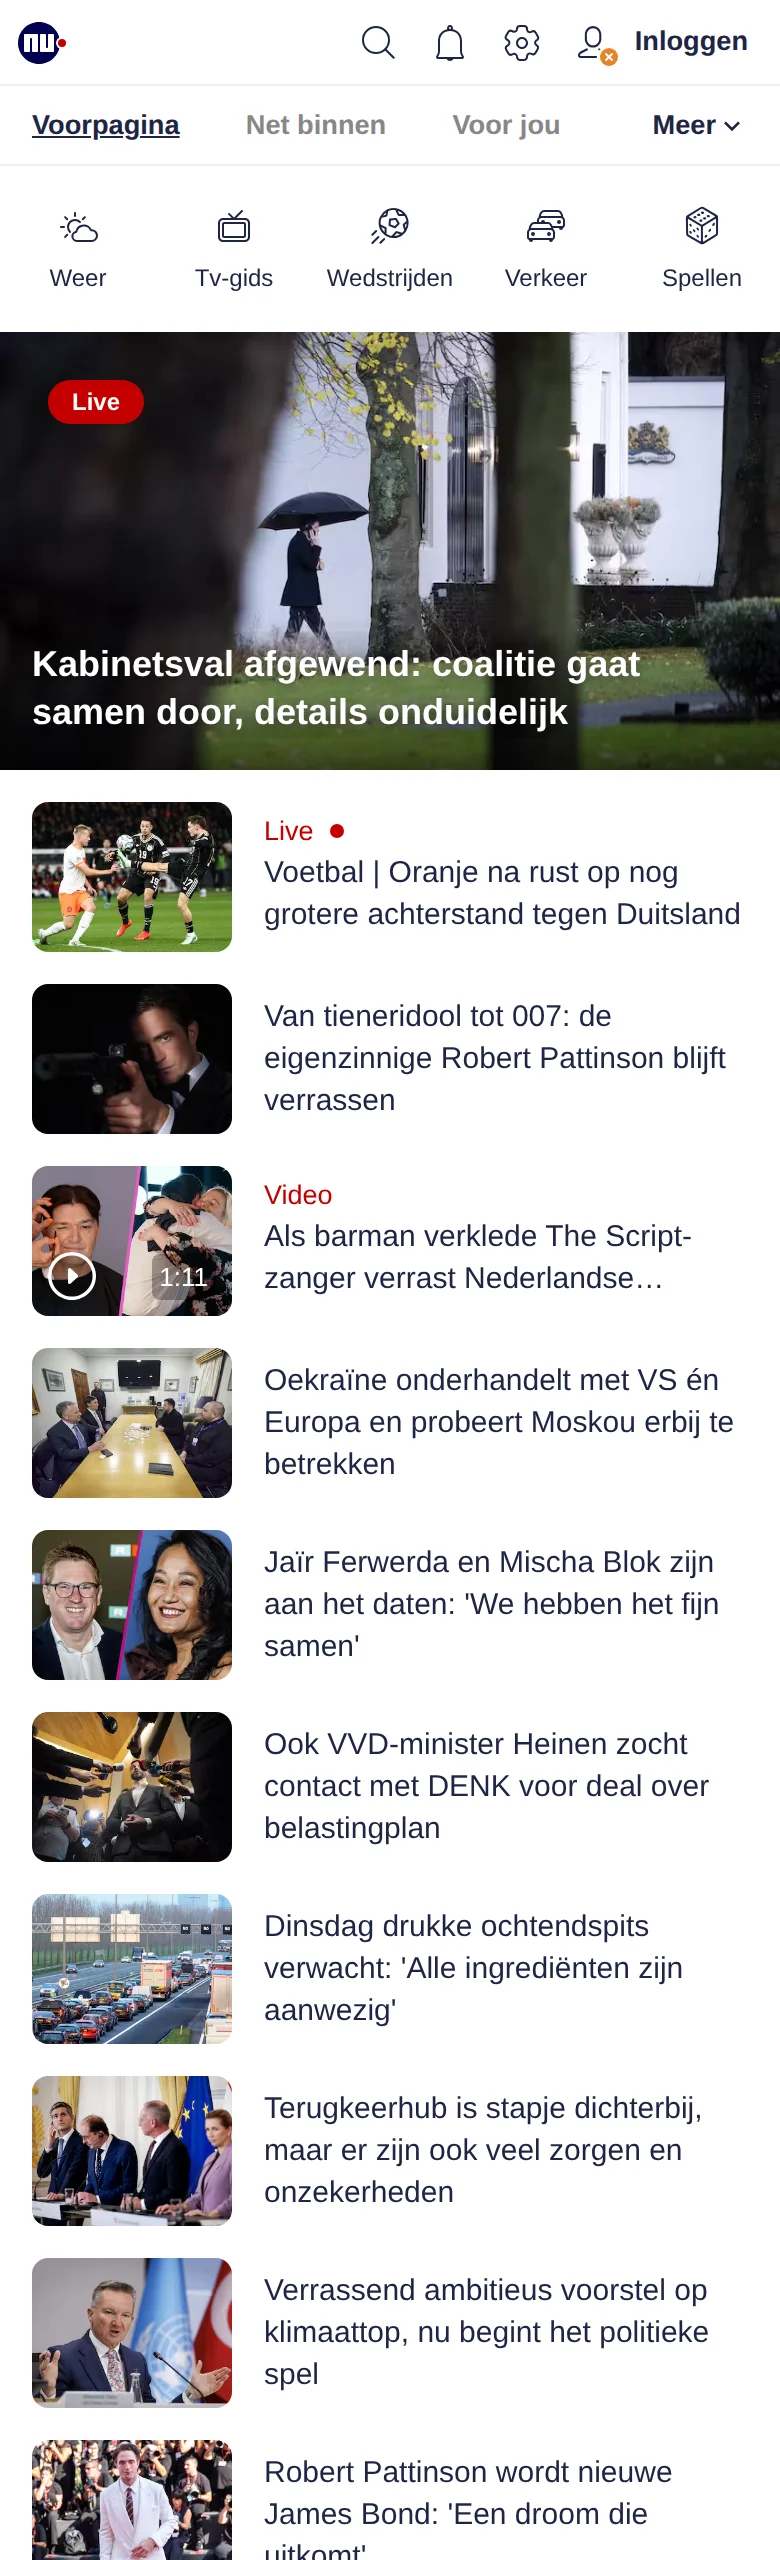 nu
Inloggen
Voorpagina
Net binnen
Voor jou
Meer
Weer
Tv-gids
Wedstrijden
Verkeer
Spellen
Live
Kabinetsval afgewend: coalitie gaat
samen door, details onduidelijk
Live
Voetbal | Oranje na rust op nog
grotere achterstand tegen Duitsland
Van tieneridool tot 007: de
eigenzinnige Robert Pattinson blijft
verrassen
1:11
Video
Als barman verklede The Script-
zanger verrast Nederlandse…
Oekraïne onderhandelt met VS én
Europa en probeert Moskou erbij te
betrekken
Jaïr Ferwerda en Mischa Blok zijn
aan het daten: 'We hebben het fijn
samen'
Ook VVD-minister Heinen zocht
contact met DENK voor deal over
belastingplan
Dinsdag drukke ochtendspits
verwacht: 'Alle ingrediënten zijn
aanwezig'
Terugkeerhub is stapje dichterbij,
maar er zijn ook veel zorgen en
onzekerheden
Verrassend ambitieus voorstel op
klimaattop, nu begint het politieke
spel
Robert Pattinson wordt nieuwe
James Bond: 'Een droom die
uitkomt'